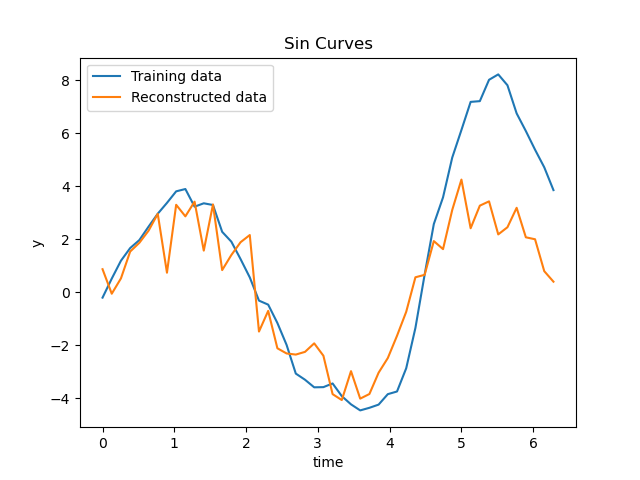 Sin Curves
Training data
Reconstructed data
8
6
4
2
0
−2
−4
y
0 1 2 3 4 5 6
time